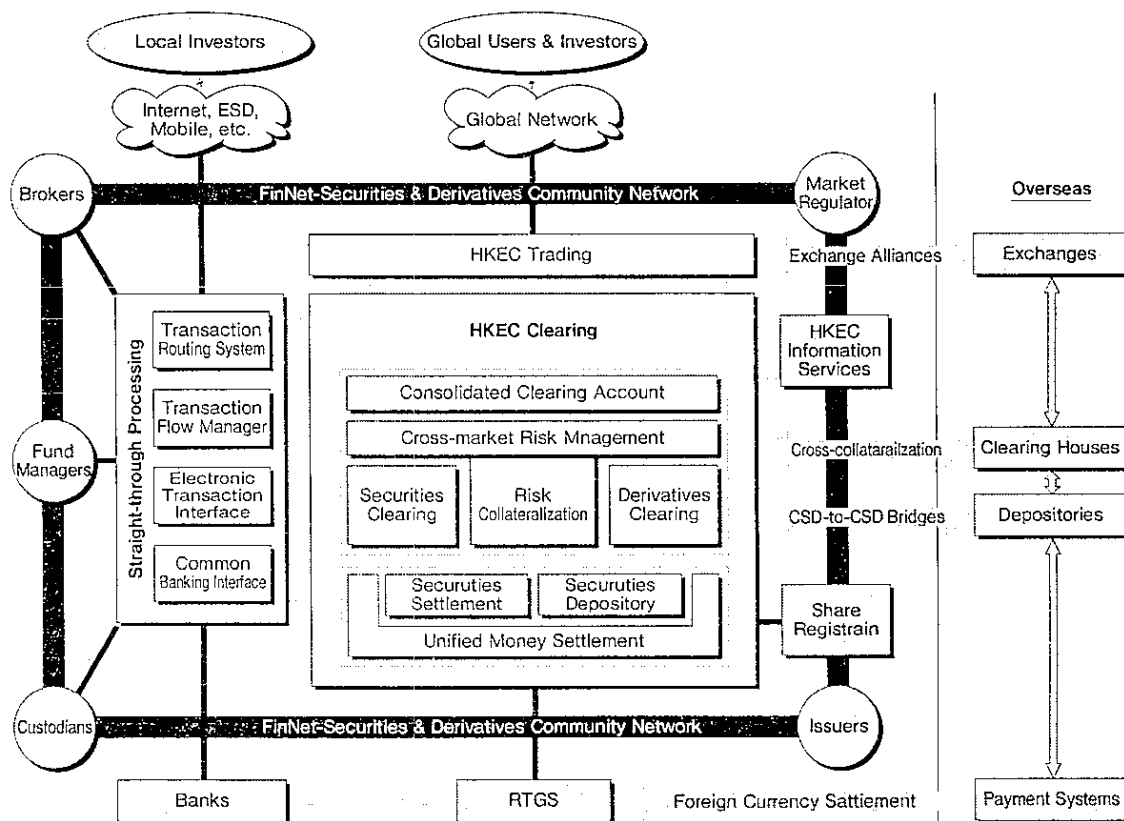 Local Investors
Global Users & Investors
Internet, ESD,
Mobile, etc.
Global Network
Brokers
FinNet-Securities & Derivatives Community Network
Market
Regulator
Overseas
HKEC Trading
Exchange Alliances
Exchanges
Straight-through Processing
Transaction
Routing System
Transaction
Flow Manager
Electronic
Transaction
Interface
Common
Banking Interface
HKEC Clearing
Consolidated Clearing Account
Cross-market Risk Mnagement
Securities
Clearing
Risk
Collateralization
Derivatives
Clearing
Securuties
Settlement
Securuties
Depository
Unified Money Settlement
HKEC
Information
Services
Fund
Managers
Cross-collatarailzation
Clearing Houses
CSD-to-CSD Bridges
Depositories
Share
Registrain
Custodians
FinNet-Securities & Derivatives Community Network
Issuers
Banks
RTGS
Foreign Currency Sattlement
Payment Systems